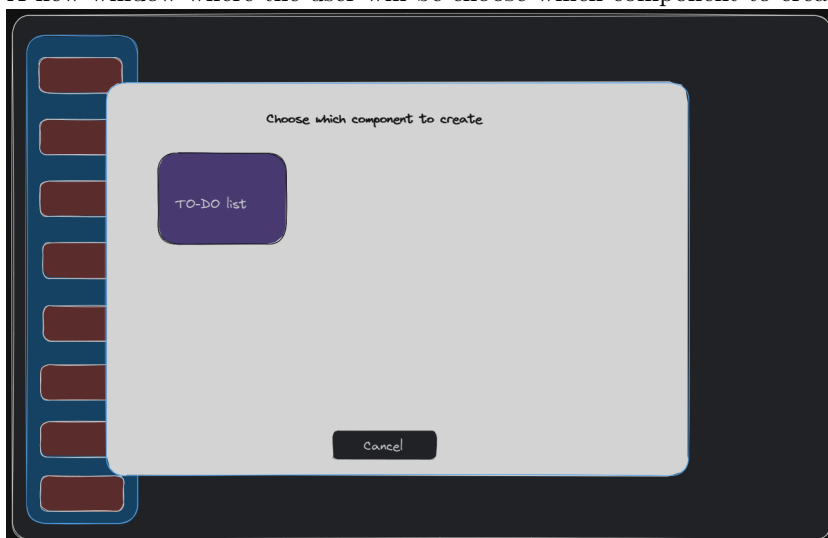 A new window where the user will be choose which component to crea
Choose which component to create
TO-DO list
Cancel